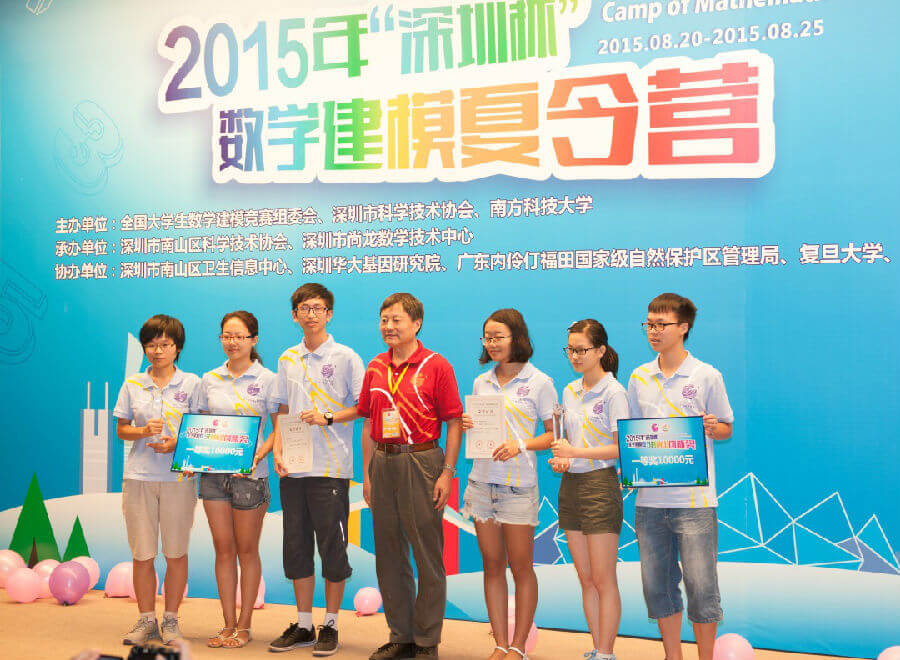 2015年“深圳杯”
Camp of Mathema
2015.08.20-2015.08.25
数学建模夏令营
主办单位：全国大学生数学建模竞赛组委会、深圳市科学技术协会、南方科技大学
承办单位：深圳市南山区科学技术协会、深圳市尚龙数学技术中心
协办单位：深圳市南山区卫生信息中心、深圳华大基因研究院、广东内伶仃福田国家级自然保护区管理局、复旦大学、
一等奖10000元
一等奖10000元